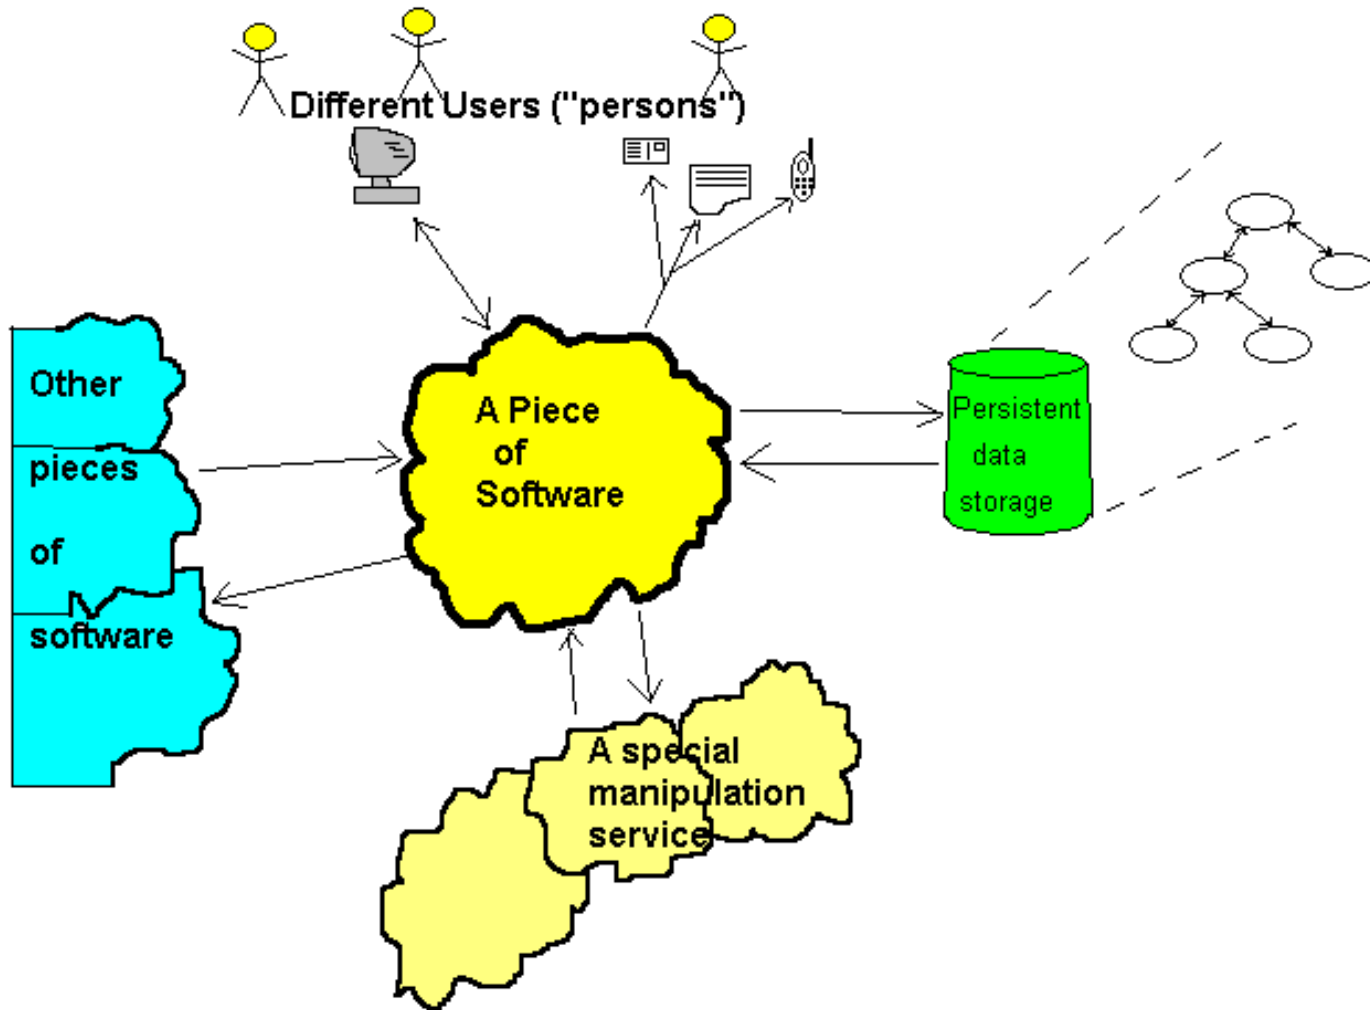 Different Users ("persons")
Other
pieces
of
software
A Piece
of
Software
Persistent
data
storage
A special
manipulation
service